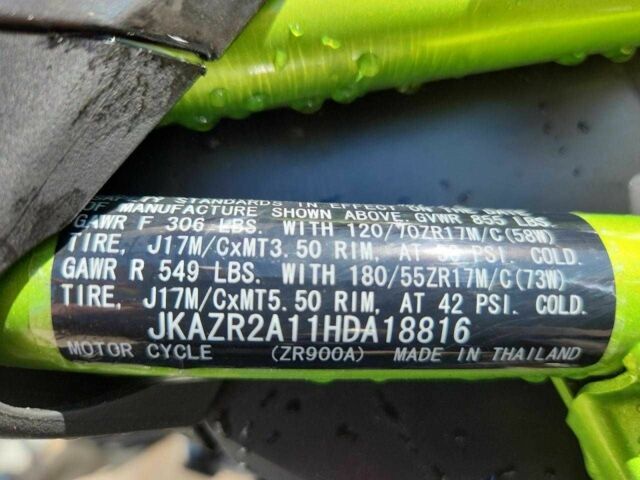 STANDARDS IN EFFECT ON THE
OF MANUFACTURE SHOWN ABOVE. GVWR 855 LBS.
GAWR F 306 LBS. WITH 120/70ZR17M/C(58W)
TIRE, J17M/CxMT3.50 RIM, AT 36 PSI. COLD.
GAWR R 549 LBS. WITH 180/55ZR17M/C(73W)
TIRE, J17M/CxMT5.50 RIM, AT 42 PSI. COLD.
JKAZR2A11HDA18816
MOTOR CYCLE (ZR900A) MADE IN THAILAND